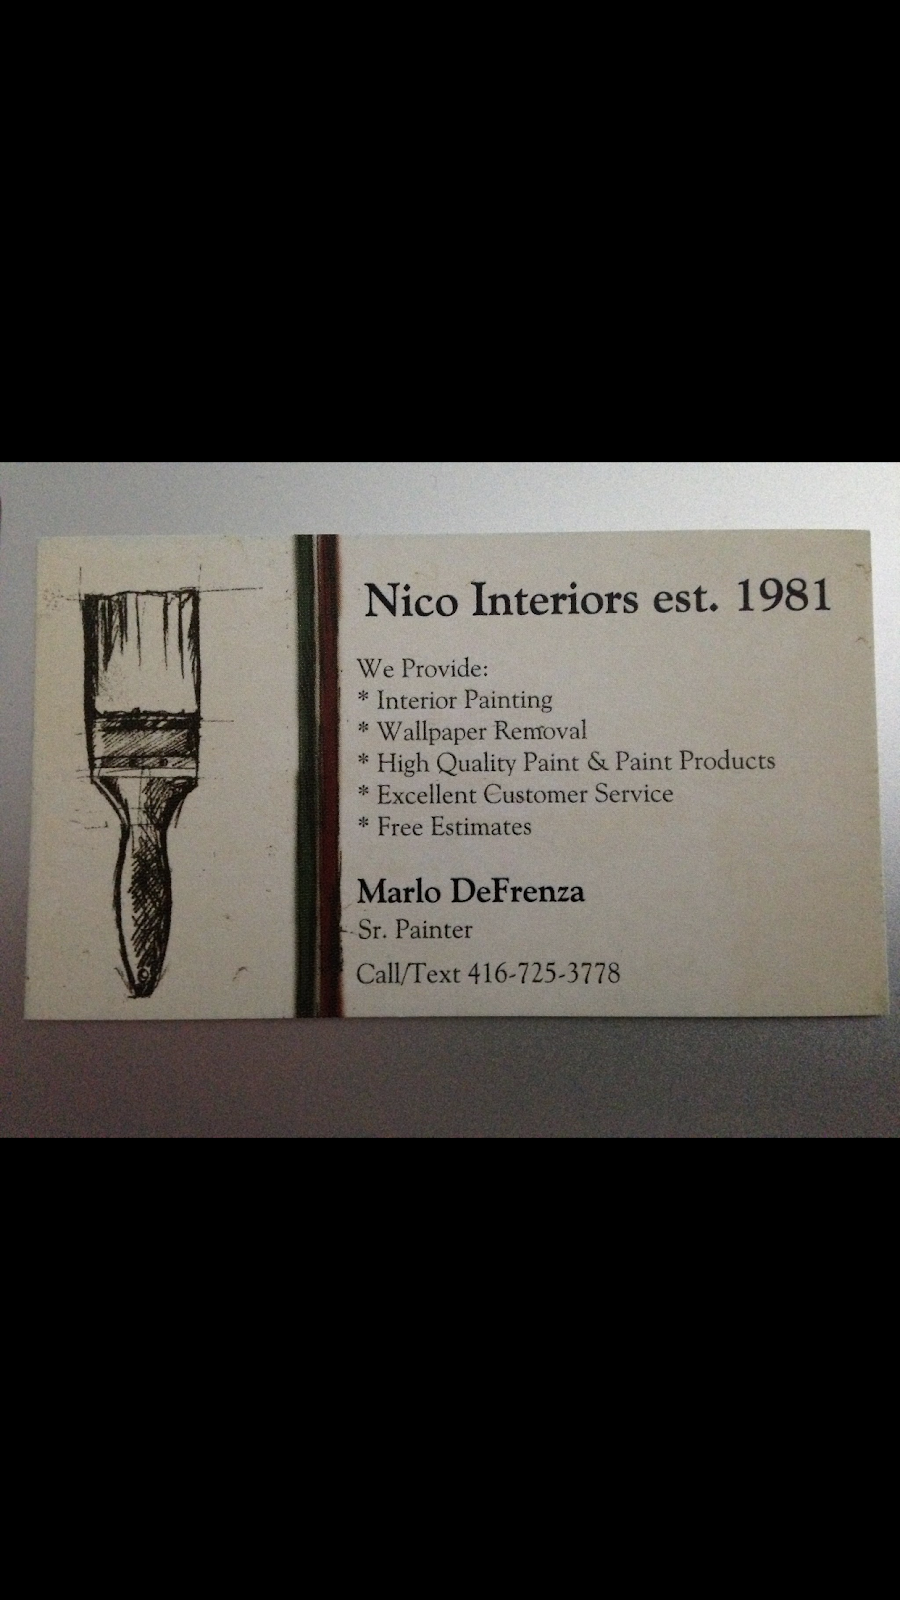 Nico Interiors est. 1981
We Provide:
* Interior Painting
* Wallpaper Removal
* High Quality Paint & Paint Products
* Excellent Customer Service
* Free Estimates
Marlo DeFrenza
Sr. Painter
Call/Text 416-725-3778